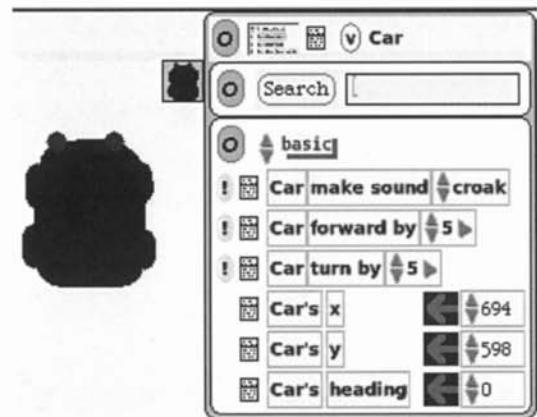 O v Car
O Search
O basic
! Car make sound croak
! Car forward by 5
! Car turn by 5
Car's x 694
Car's y 598
Car's heading 0